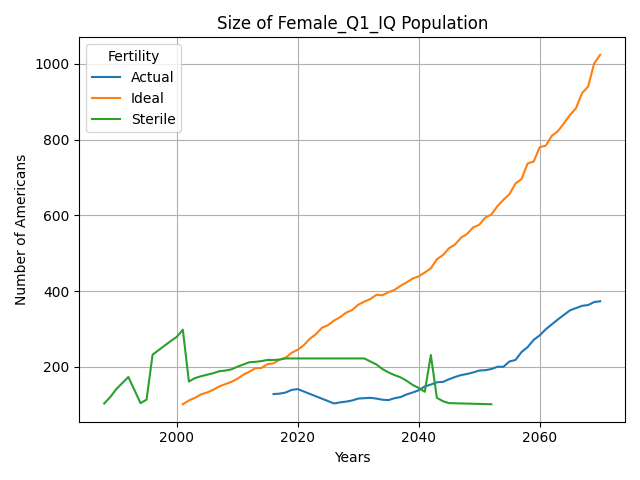 Size of Female_Q1_IQ Population
Fertility
Actual
Ideal
Sterile
Number of Americans
1000
800
600
400
200
2000
2020
2040
2060
Years